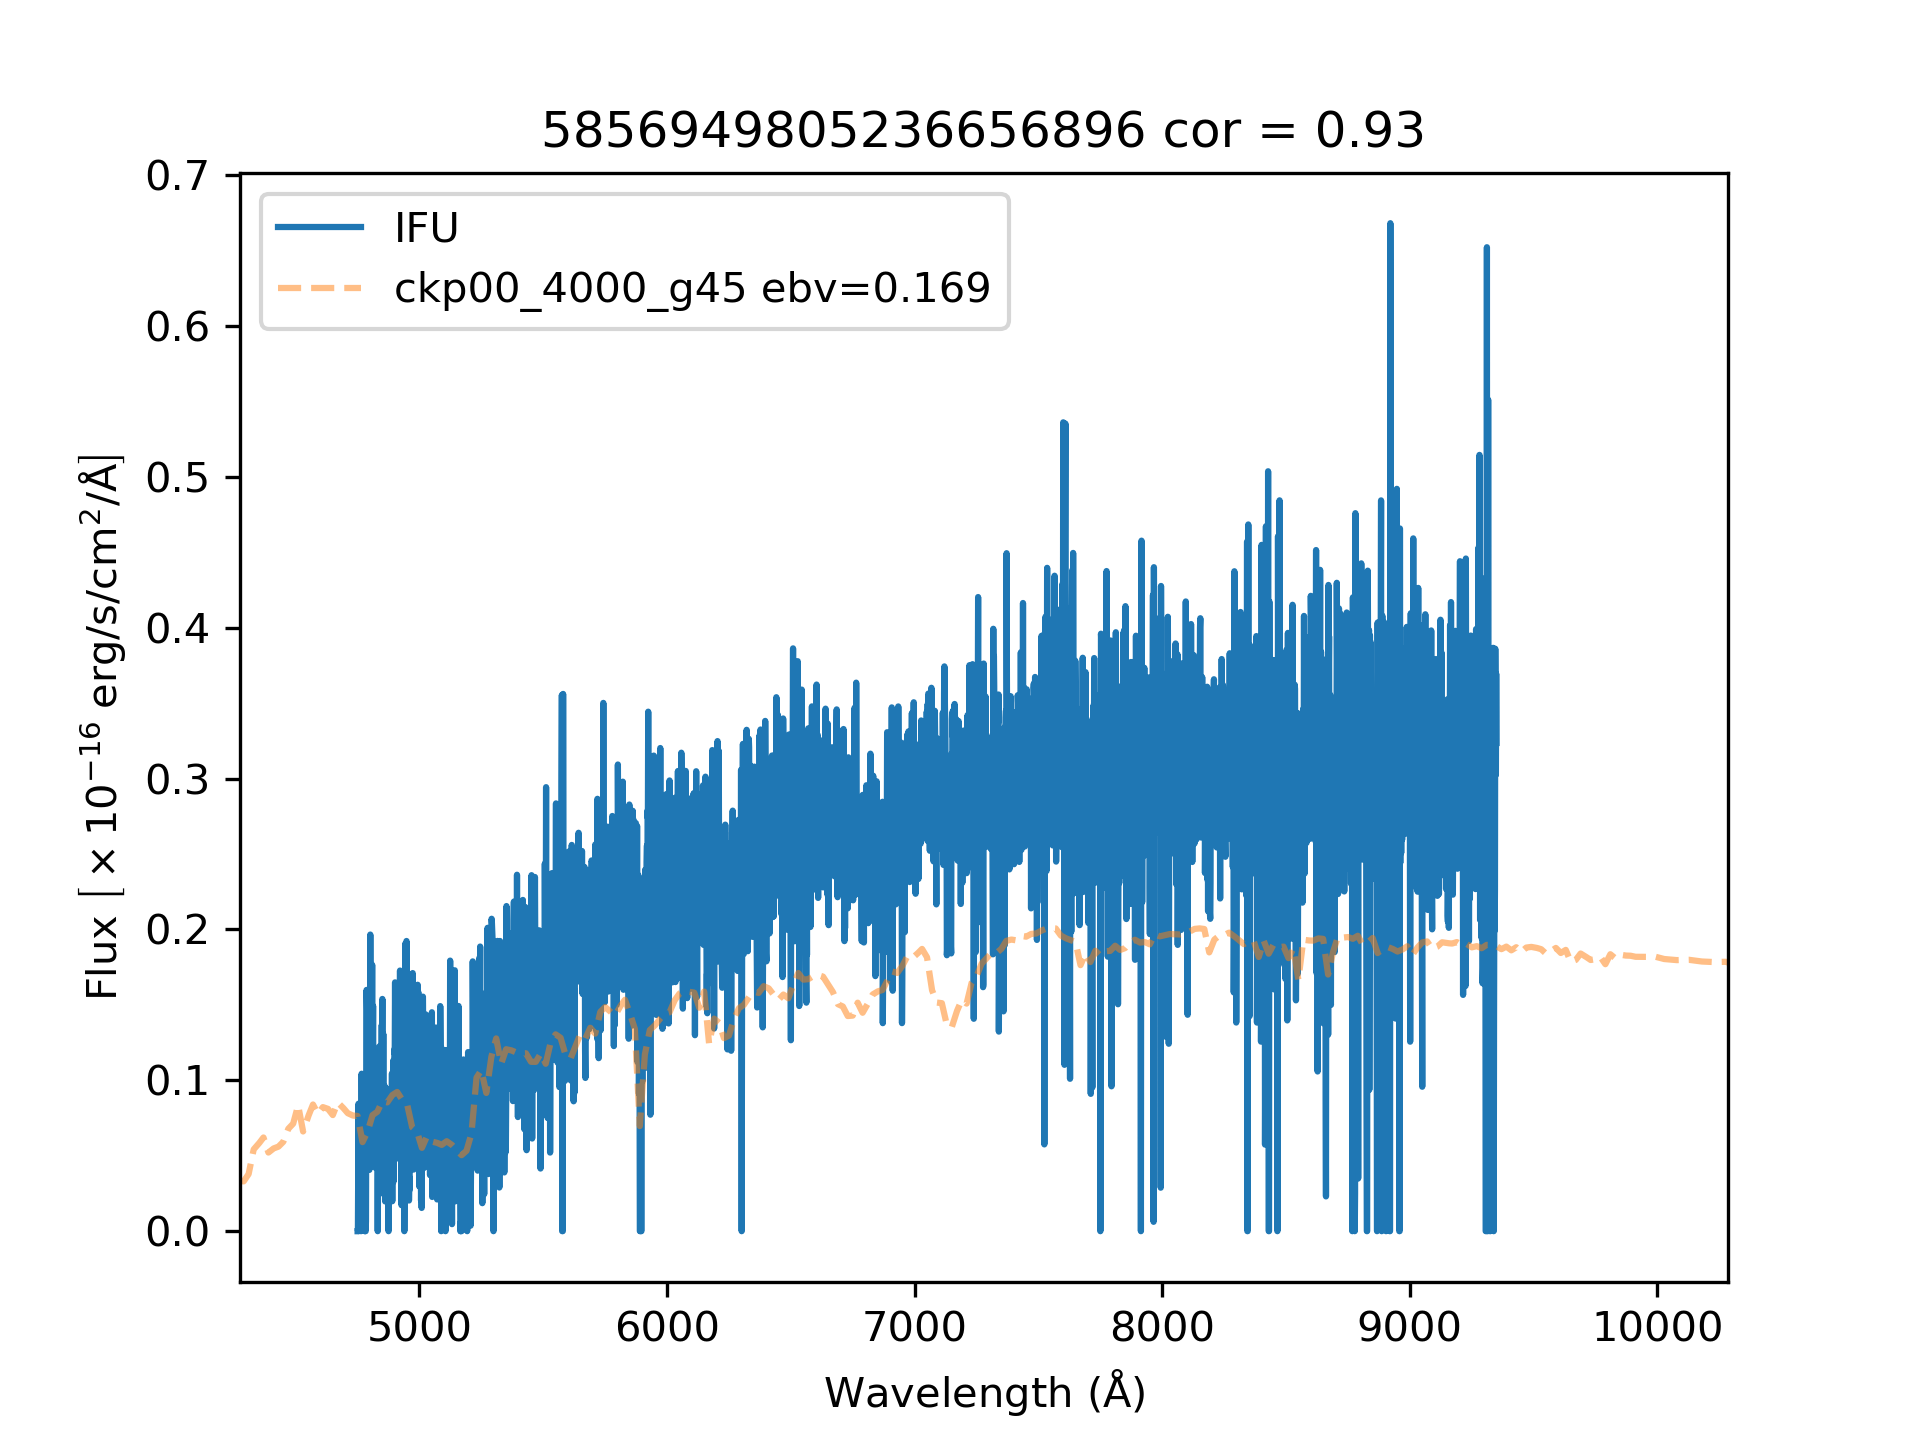 5856949805236656896 cor = 0.93
IFU
ckp00_4000_g45 ebv=0.169
Flux [×10⁻¹⁶ erg/s/cm²/Å]
0.7
0.6
0.5
0.4
0.3
0.2
0.1
0.0
5000 6000 7000 8000 9000 10000
Wavelength (Å)